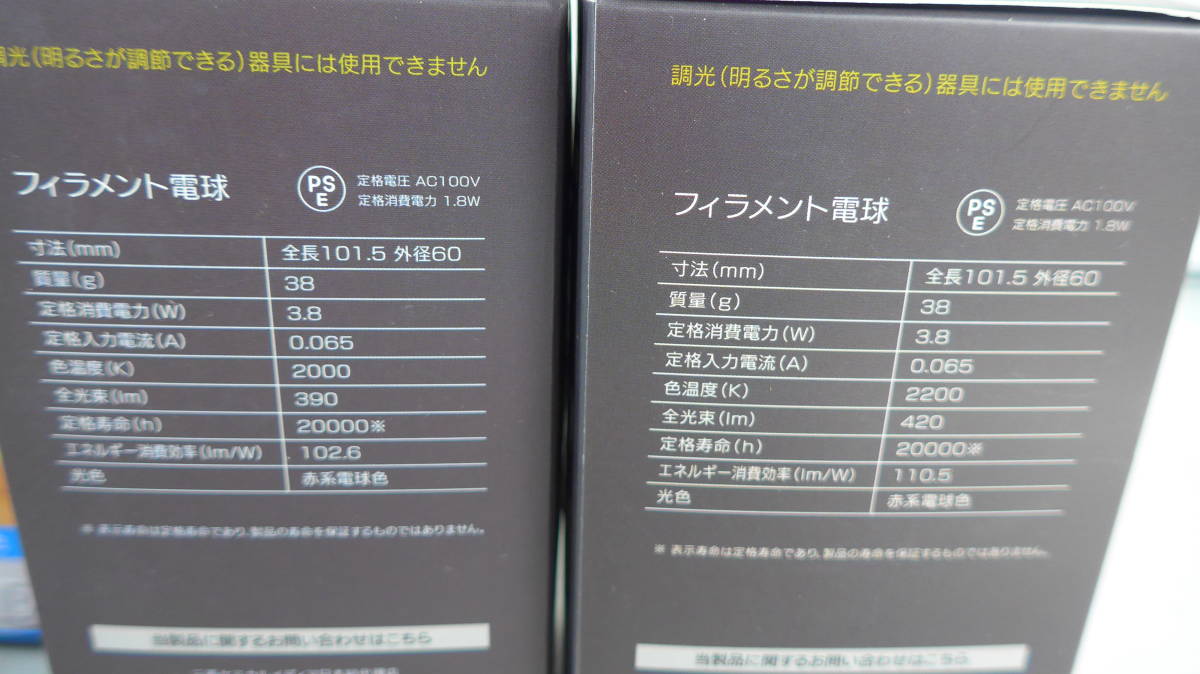 調光(明るさが調節できる)器具には使用できません
フィラメント電球
PS
E
定格電圧 AC100V
定格消費電力 1.8W
寸法(mm) 全長101.5 外径60
質量(g) 38
定格消費電力(W) 3.8
定格入力電流(A) 0.065
色温度(K) 2000
全光束(lm) 390
定格寿命(h) 20000※
エネルギー消費効率(lm/W) 102.6
光色 赤系電球色
※ 表示寿命は定格寿命であり、製品の寿命を保証するものではありません。
当製品に関するお問い合わせはこちら
調光(明るさが調節できる)器具には使用できません
フィラメント電球
PS
E
定格電圧 AC100V
定格消費電力 1.8W
寸法(mm) 全長101.5 外径60
質量(g) 38
定格消費電力(W) 3.8
定格入力電流(A) 0.065
色温度(K) 2200
全光束(lm) 420
定格寿命(h) 20000※
エネルギー消費効率(lm/W) 110.5
光色 赤系電球色
※ 表示寿命は定格寿命であり、製品の寿命を保証するものではありません。
当製品に関するお問い合わせはこちら